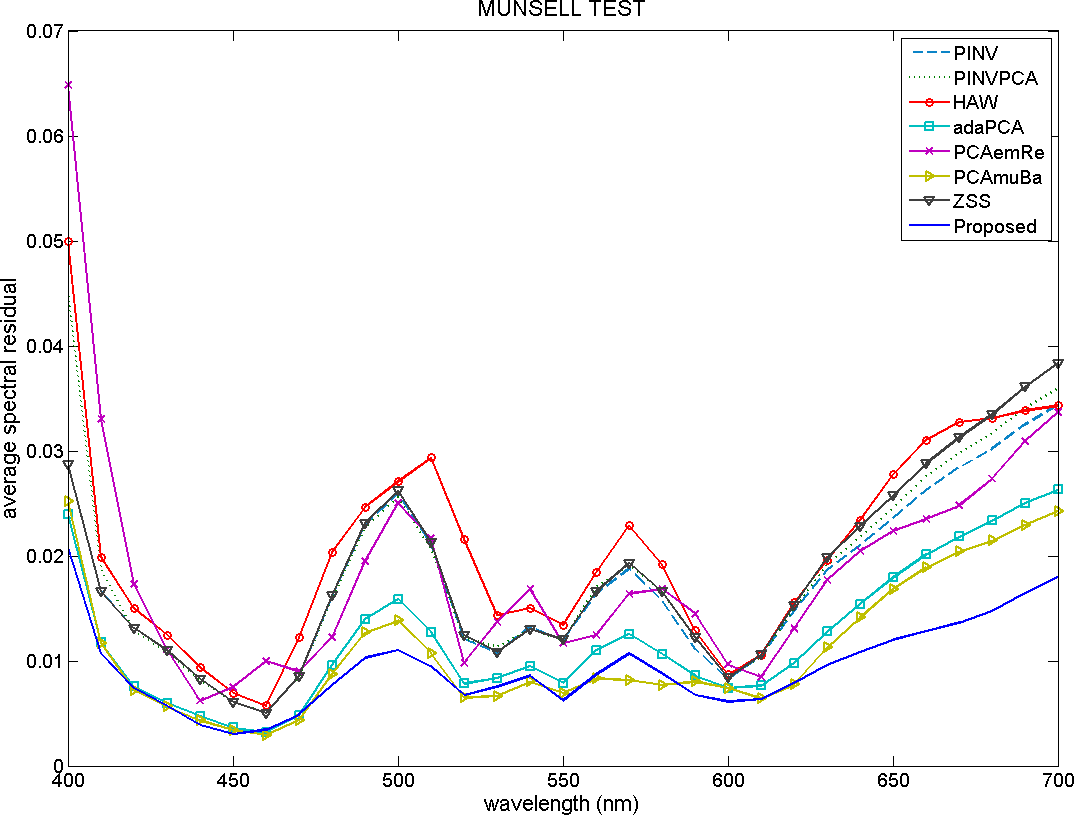 MUNSELL TEST
0.07
0.06
0.05
0.04
0.03
0.02
0.01
0
average spectral residual
PINV
PINVPCA
HAW
adaPCA
PCAemRe
PCAmuBa
ZSS
Proposed
400 450 500 550 600 650 700
wavelength (nm)